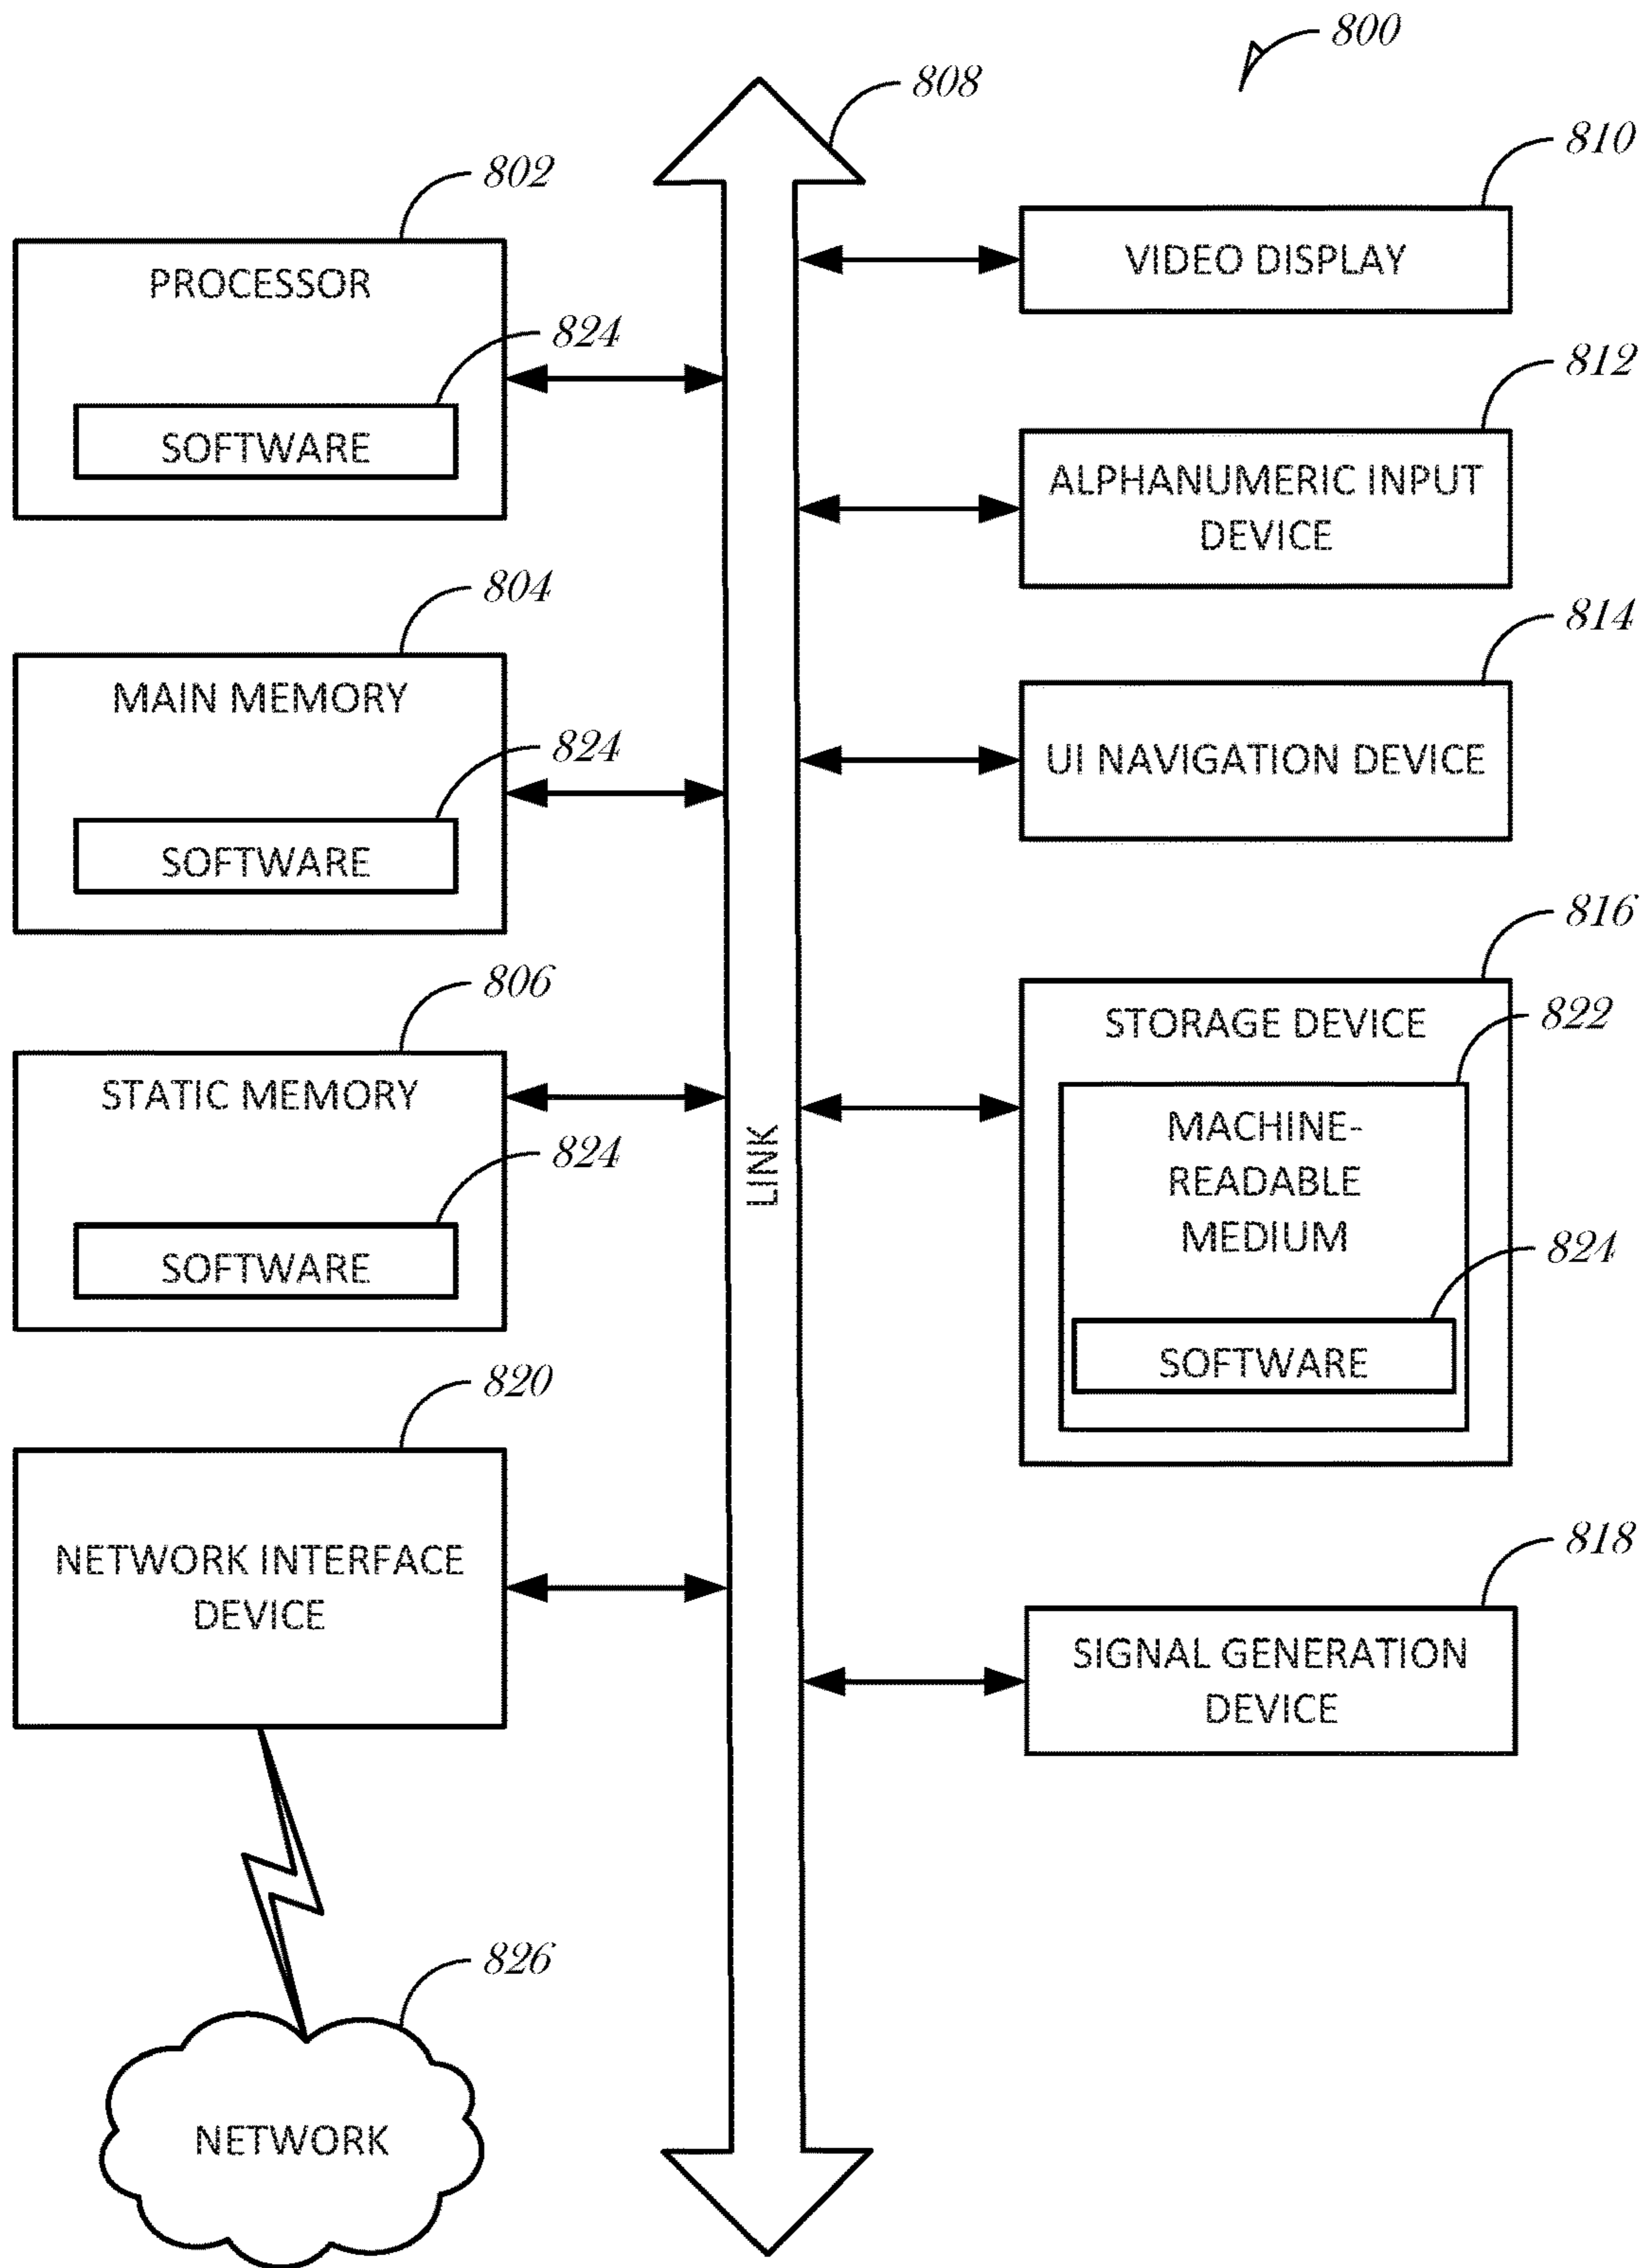 800
808
802
PROCESSOR
824
SOFTWARE
804
MAIN MEMORY
824
SOFTWARE
806
STATIC MEMORY
824
SOFTWARE
820
NETWORK INTERFACE
DEVICE
826
NETWORK
LINK
810
VIDEO DISPLAY
812
ALPHANUMERIC INPUT
DEVICE
814
UI NAVIGATION DEVICE
816
STORAGE DEVICE
822
MACHINE-
READABLE
MEDIUM
824
SOFTWARE
818
SIGNAL GENERATION
DEVICE